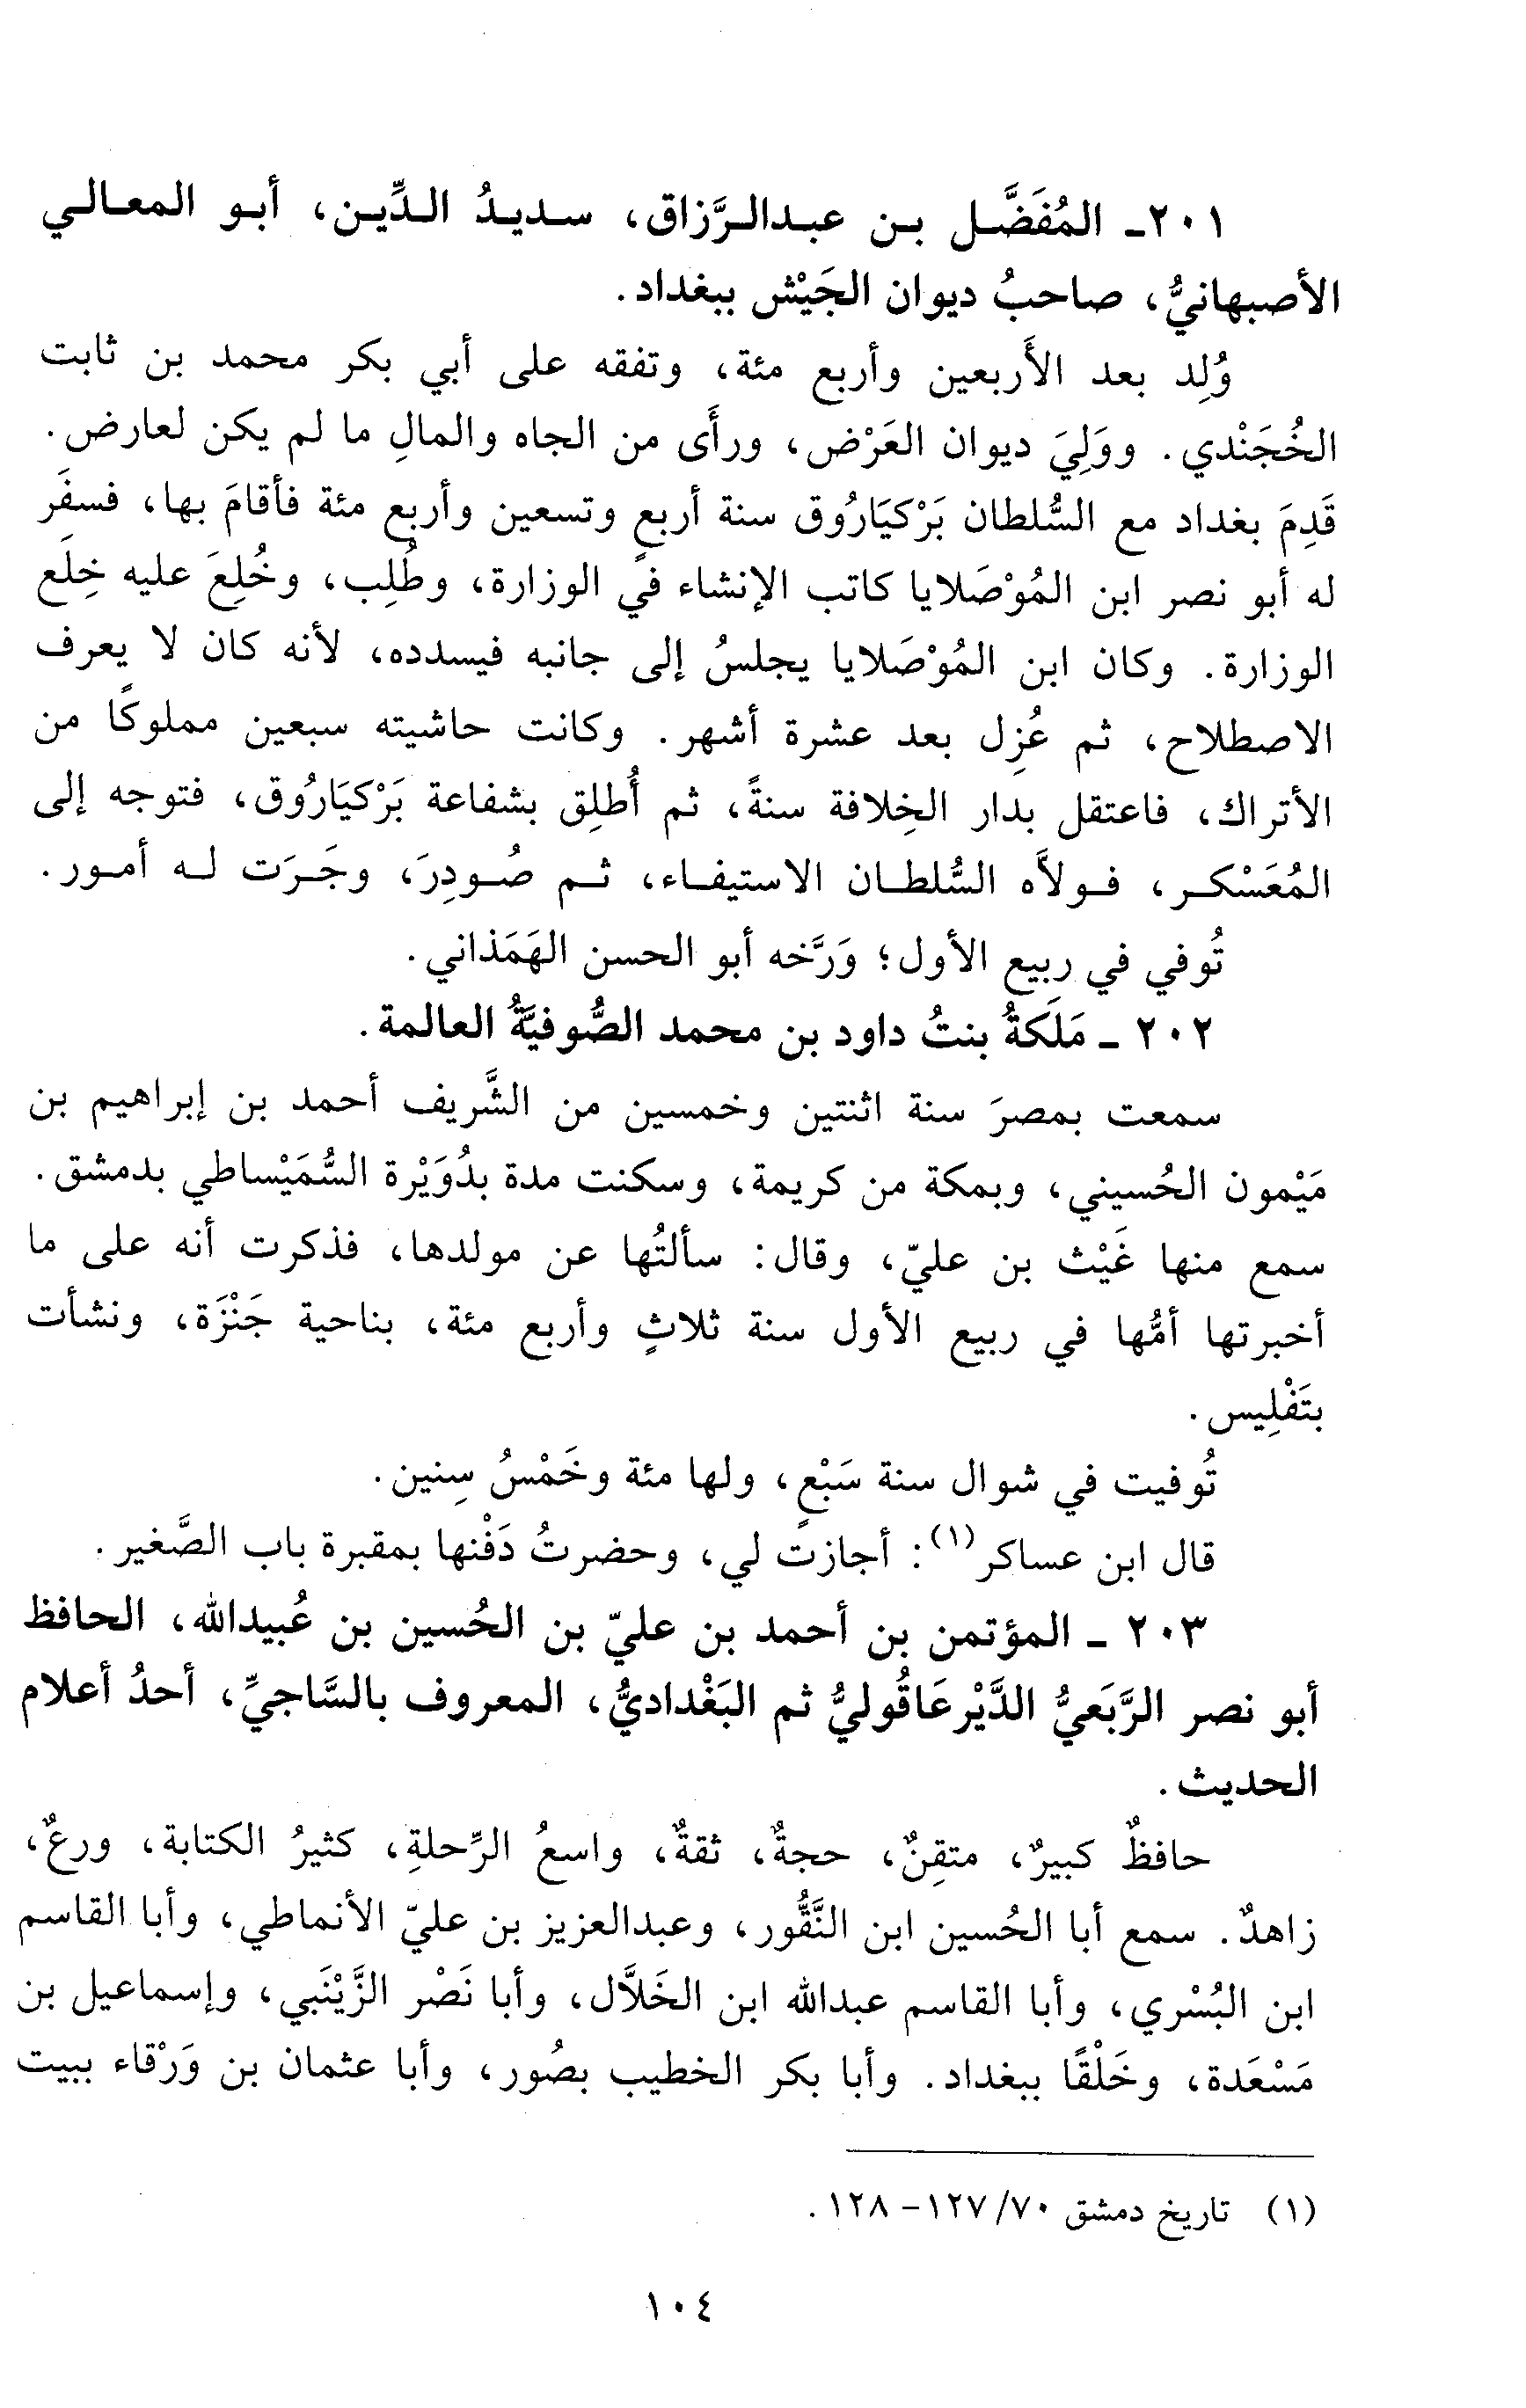 ٢٠١- المُفَضَّل بن عبدالرَّزاق، سديدُ الدِّين، أبو المعالي
الأصبهانيُّ، صاحبُ ديوان الجَيْش ببغداد.
وُلِد بعد الأَربعين وأربع مئة، وتفقه على أبي بكر محمد بن ثابت
الخُجَنْدي. ووَلِيَ ديوان العَرْض، ورأَى من الجاه والمالِ ما لم يكن لعارض.
قَدِمَ بغداد مع السُّلطان بَرْكيَارُوق سنة أربعٍ وتسعين وأربع مئة فأقامَ بها، فسفَر
له أبو نصر ابن المُوْصَلايا كاتب الإنشاء في الوزارة، وطُلِب، وخُلِعَ عليه خِلَع
الوزارة. وكان ابن المُوْصَلايا يجلسُ إلى جانبه فيسدده، لأنه كان لا يعرف
الاصطلاح، ثم عُزِل بعد عشرة أشهر. وكانت حاشيته سبعين مملوكًا من
الأتراك، فاعتقل بدار الخِلافة سنةً، ثم أُطلِق بشفاعة بَرْكيَارُوق، فتوجه إلى
المُعَسْكر، فولاَّه السُّلطان الاستيفاء، ثم صُودِرَ، وجَرَت له أمور.
تُوفي في ربيع الأول؛ وَرَّخه أبو الحسن الهَمَذاني.
٢٠٢ - مَلَكةُ بنتُ داود بن محمد الصُّوفيَّةُ العالمة.
سمعت بمصرَ سنة اثنتين وخمسين من الشَّريف أحمد بن إبراهيم بن
مَيْمون الحُسيني، وبمكة من كريمة، وسكنت مدة بدُوَيْرة السُّمَيْساطي بدمشق.
سمع منها غَيْث بن عليّ، وقال: سألتُها عن مولدها، فذكرت أنه على ما
أخبرتها أمُّها في ربيع الأول سنة ثلاثٍ وأربع مئة، بناحية جَنْزَة، ونشأت
بتَفْلِيس.
تُوفيت في شوال سنة سَبْعٍ، ولها مئة وخَمْسُ سِنين.
قال ابن عساكر(١): أجازت لي، وحضرتُ دَفْنها بمقبرة باب الصَّغير.
٢٠٣ - المؤتمن بن أحمد بن عليّ بن الحُسين بن عُبيدالله، الحافظ
أبو نصر الرَّبَعيُّ الدَّيْرعَاقُوليُّ ثم البَغْداديُّ، المعروف بالسَّاجيِّ، أحدُ أعلام
الحديث.
حافظٌ كبيرٌ، متقِنٌ، حجةٌ، ثقةٌ، واسعُ الرِّحلةِ، كثيرُ الكتابة، ورعٌ،
زاهدٌ. سمع أبا الحُسين ابن النَّقُّور، وعبدالعزيز بن عليّ الأنماطي، وأبا القاسم
ابن البُسْري، وأبا القاسم عبدالله ابن الخَلاَّل، وأبا نَصْر الزَّيْنَبي، وإسماعيل بن
مَسْعَدة، وخَلْقًا ببغداد. وأبا بكر الخطيب بصُور، وأبا عثمان بن وَرْقاء ببيت
(١) تاريخ دمشق ٧٠/ ١٢٧ - ١٢٨.
١٠٤